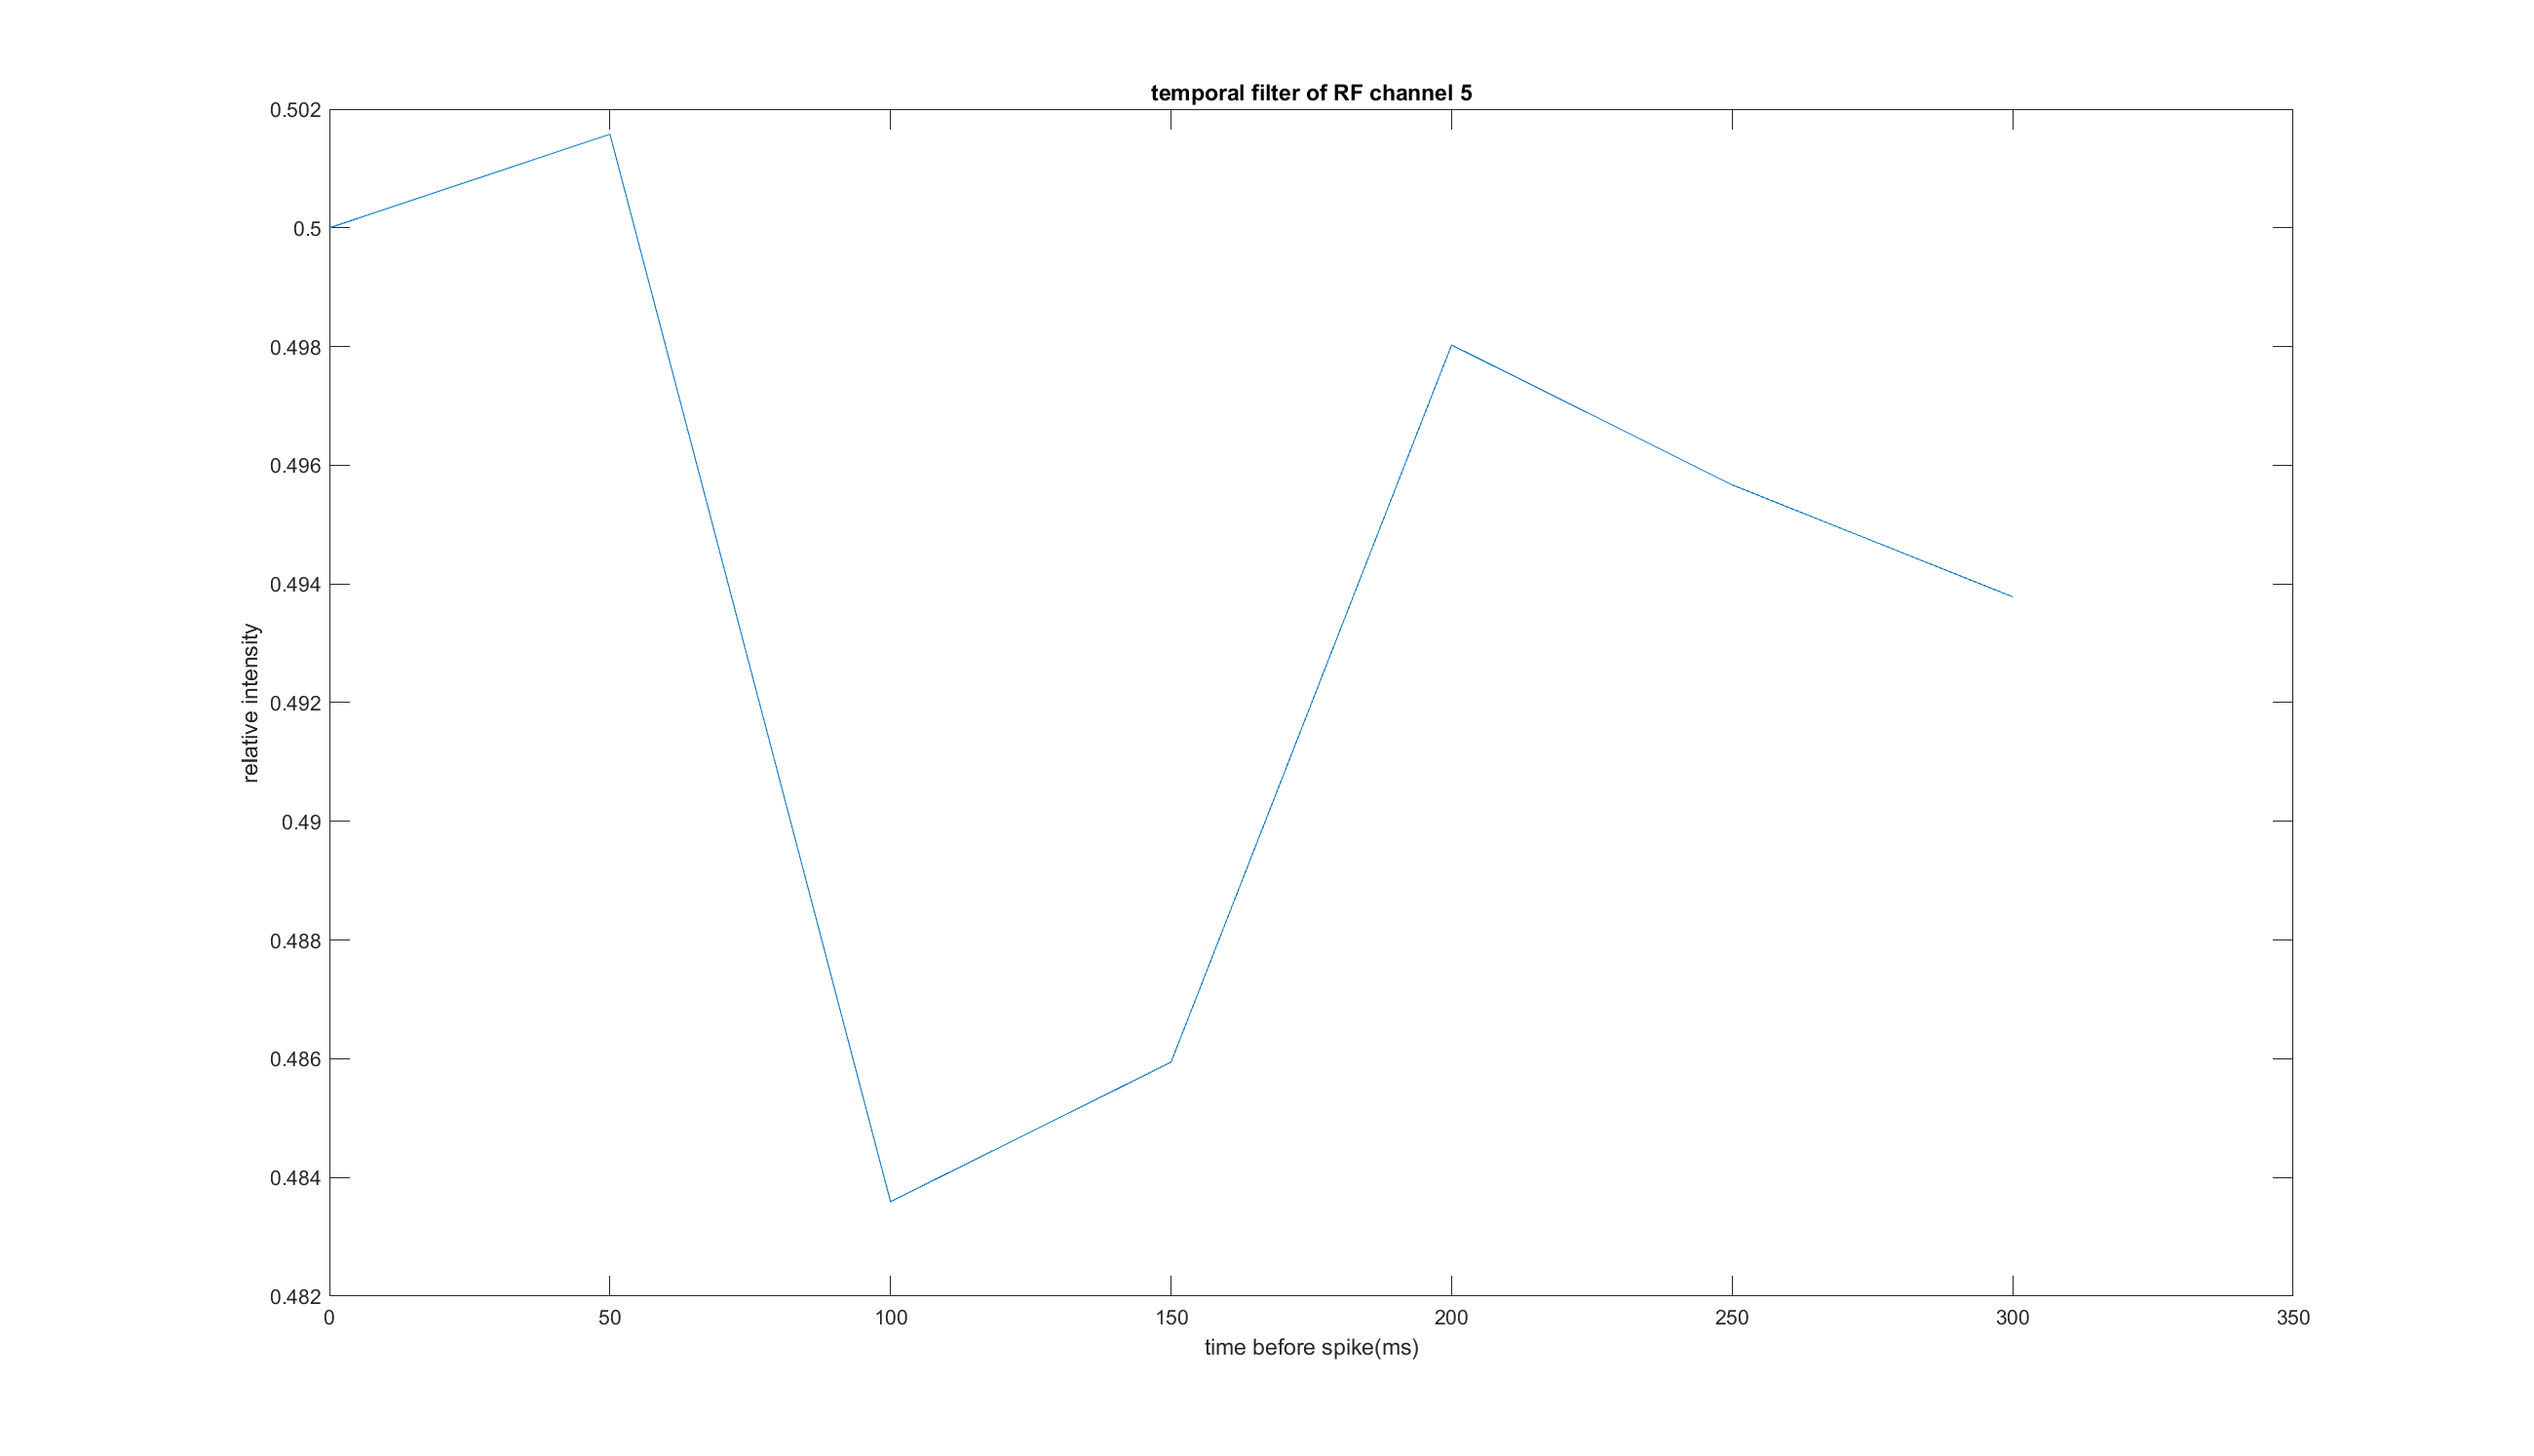 temporal filter of RF channel 5
0.502
0.5
0.498
0.496
0.494
0.492
0.49
0.488
0.486
0.484
0.482
relative intensity
0 50 100 150 200 250 300 350
time before spike(ms)